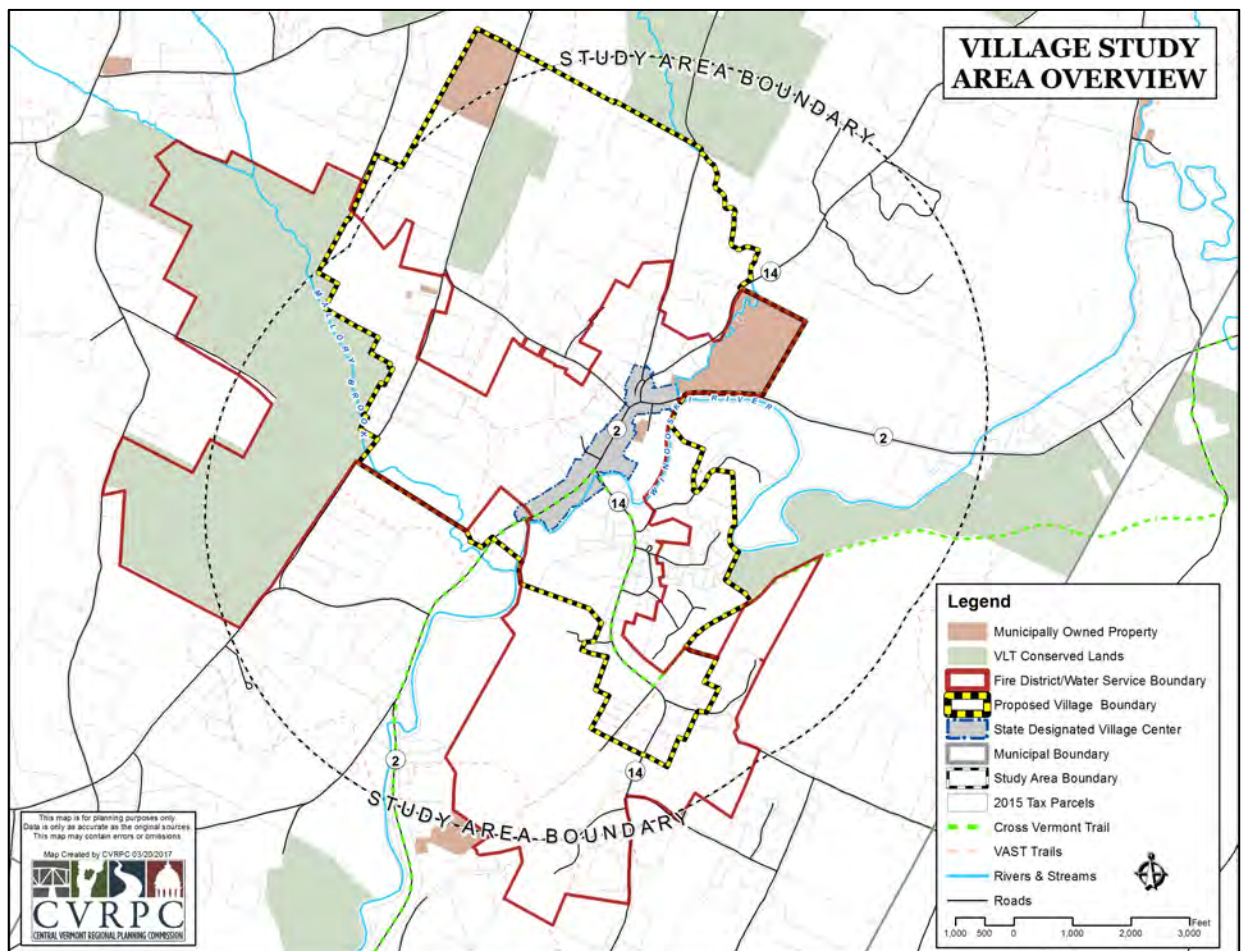 VILLAGE STUDY
AREA OVERVIEW
STUDY AREA BOUNDARY
14
MALLORY BROOK
2
WINOOSKI RIVER
2
14
2
14
STUDY AREA BOUNDARY
Legend
Municipally Owned Property
VLT Conserved Lands
Fire District/Water Service Boundary
Proposed Village Boundary
State Designated Village Center
Municipal Boundary
Study Area Boundary
2015 Tax Parcels
Cross Vermont Trail
VAST Trails
Rivers & Streams
Roads
1,000 500 0 1,000 2,000 3,000 Feet
This map is for planning purposes only.
Data is only as accurate as the original sources.
This map may contain errors or omissions
Map Created by CVRPC 03/20/2017
CVRPC
CENTRAL VERMONT REGIONAL PLANNING COMMISSION